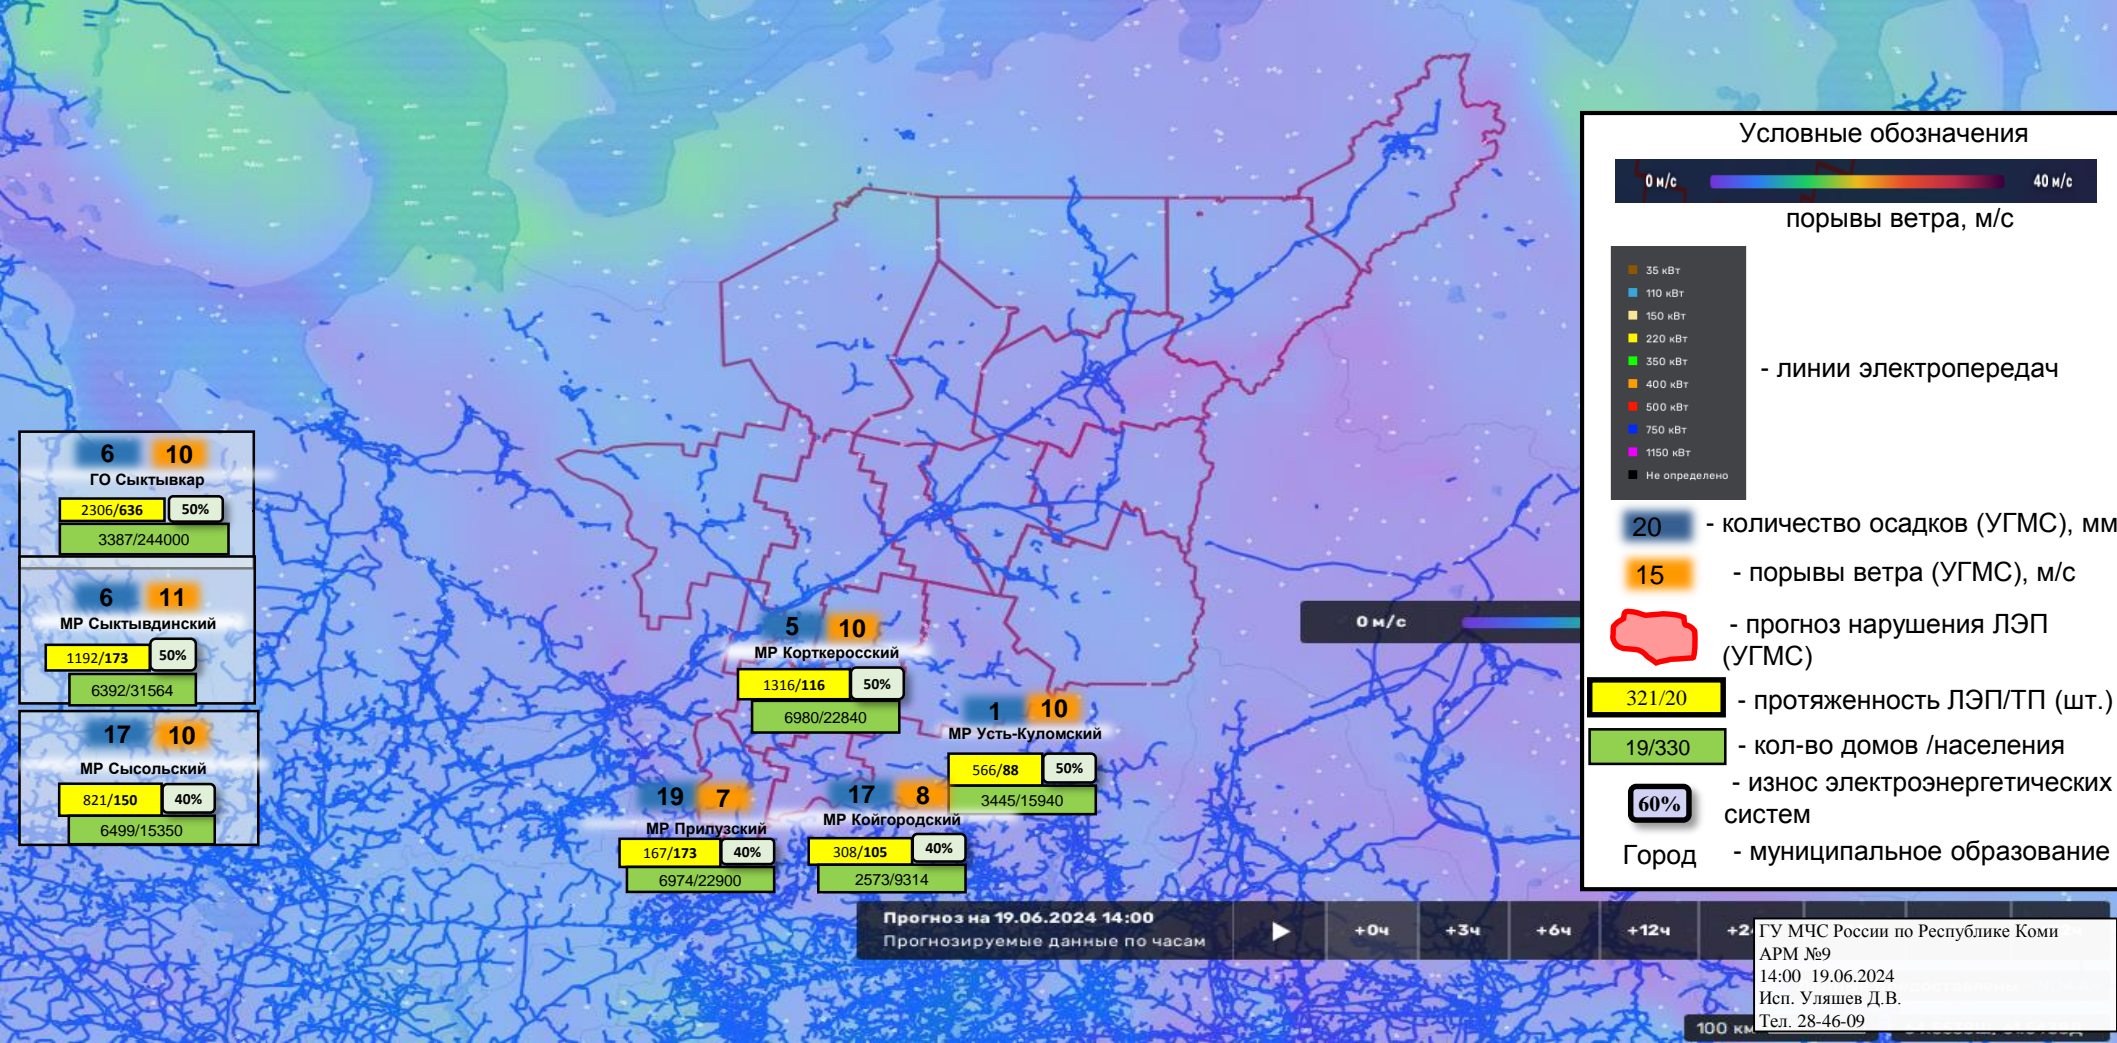 6 10
ГО Сыктывкар
2306/636 50%
3387/244000
6 11
МР Сыктывдинский
1192/173 50%
6392/31564
17 10
МР Сысольский
821/150 40%
6499/15350
5 10
МР Корткеросский
1316/116 50%
6980/22840
1 10
МР Усть-Куломский
566/88 50%
3445/15940
19 7
МР Прилузский
167/173 40%
6974/22900
17 8
МР Койгородский
308/105 40%
2573/9314
Условные обозначения
0 м/с 40 м/с
порывы ветра, м/с
35 кВт
110 кВт
150 кВт
220 кВт
350 кВт
400 кВт
500 кВт
750 кВт
1150 кВт
Не определено
- линии электропередач
20 - количество осадков (УГМС), мм
15 - порывы ветра (УГМС), м/с
- прогноз нарушения ЛЭП
(УГМС)
321/20 - протяженность ЛЭП/ТП (шт.)
19/330 - кол-во домов /населения
60% - износ электроэнергетических
систем
Город - муниципальное образование
0 м/с
Прогноз на 19.06.2024 14:00
Прогнозируемые данные по часам
+0ч +3ч +6ч +12ч
ГУ МЧС России по Республике Коми
АРМ №9
14:00 19.06.2024
Исп. Уляшев Д.В.
Тел. 28-46-09
100 км